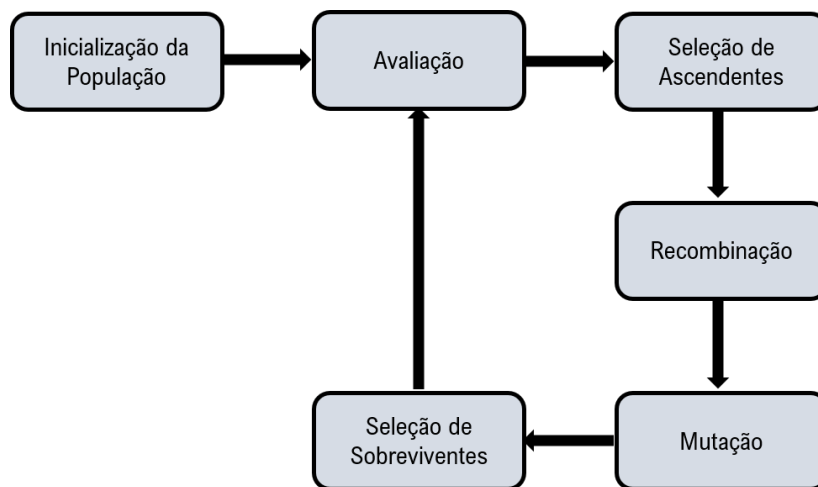 Inicialização da
População
Avaliação
Seleção de
Ascendentes
Recombinação
Mutação
Seleção de
Sobreviventes